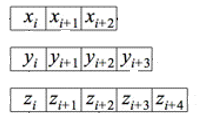 x_i x_{i+1} x_{i+2}
y_i y_{i+1} y_{i+2} y_{i+3}
z_i z_{i+1} z_{i+2} z_{i+3} z_{i+4}